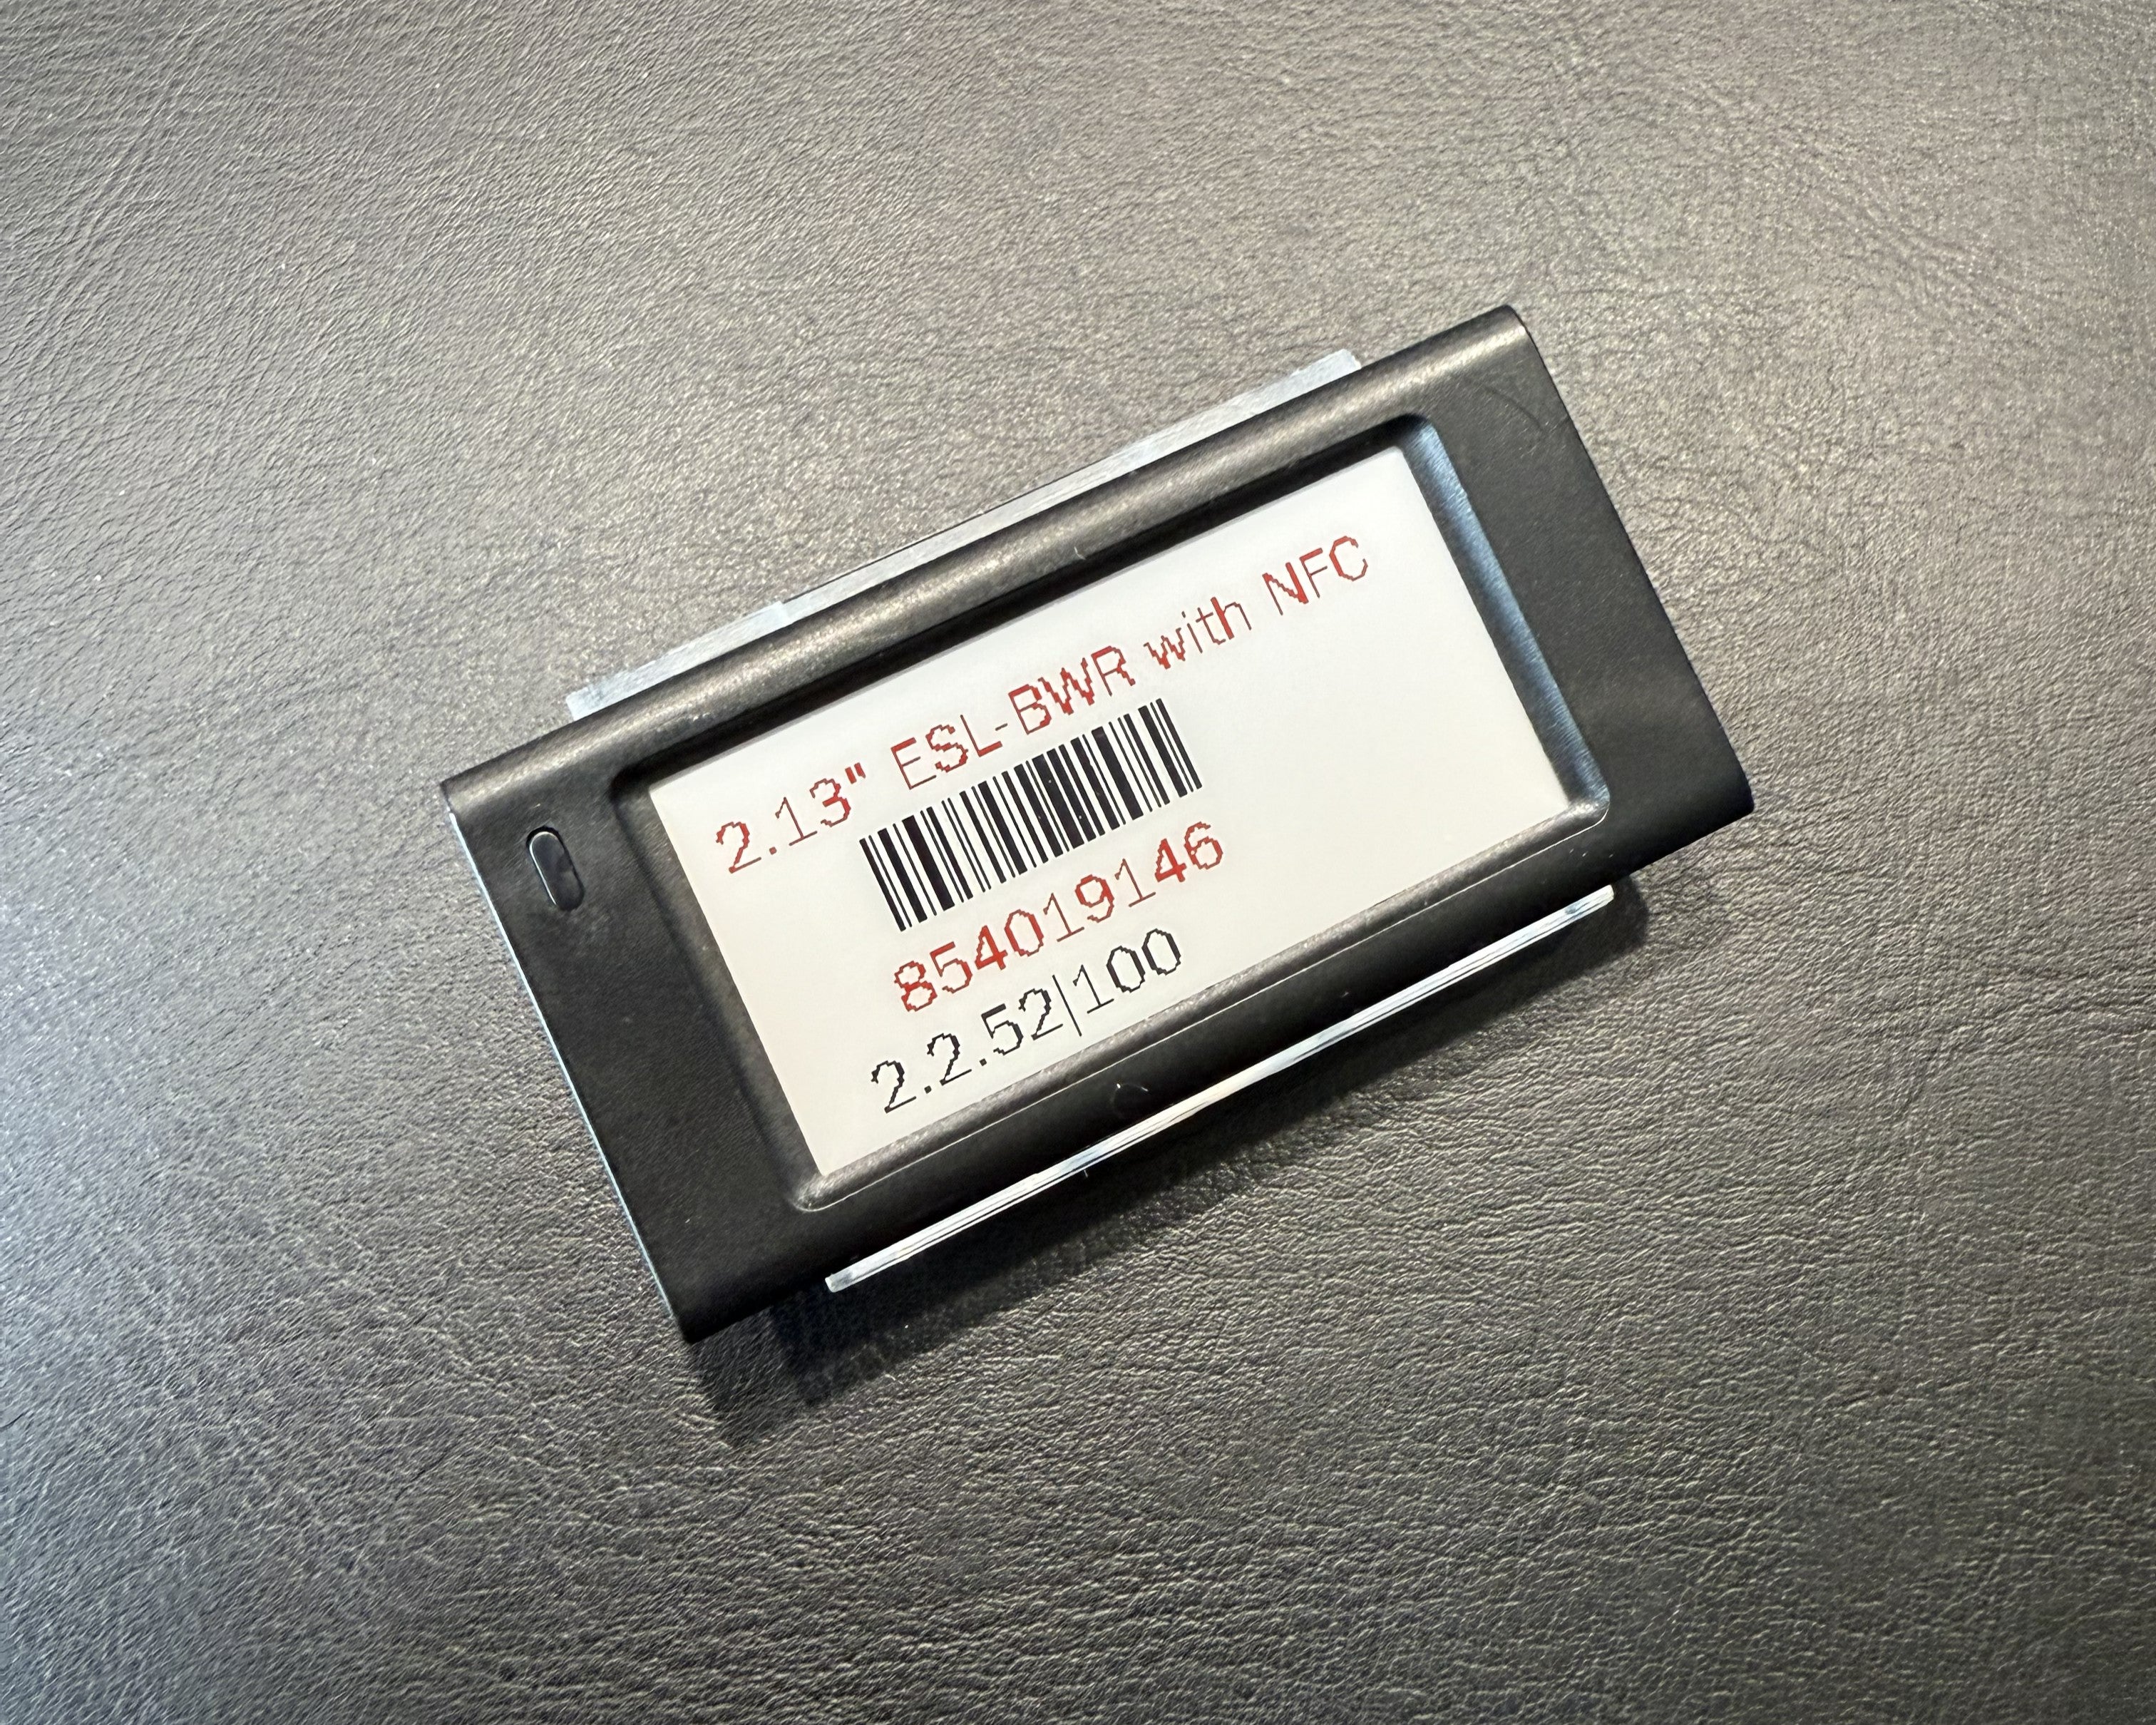 2.13" ESL-BWR with NFC
854019146
2.2.52|100